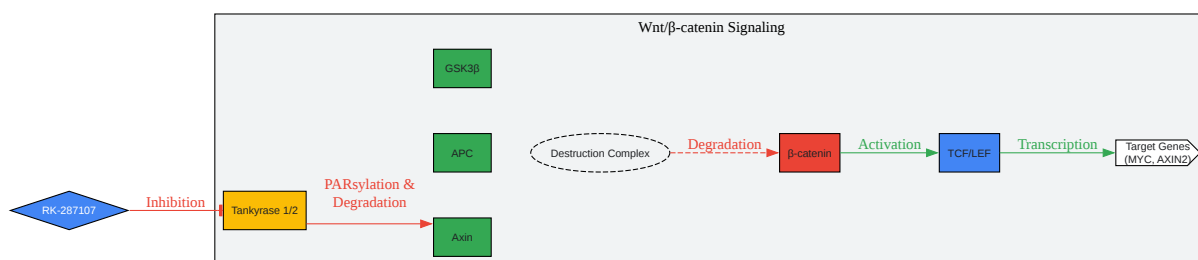 Wnt/β-catenin Signaling
GSK3β
APC
Destruction Complex
Degradation
β-catenin
Activation
TCF/LEF
Transcription
Target Genes
(MYC, AXIN2)
RK-287107
Inhibition
Tankyrase 1/2
PARsylation &
Degradation
Axin